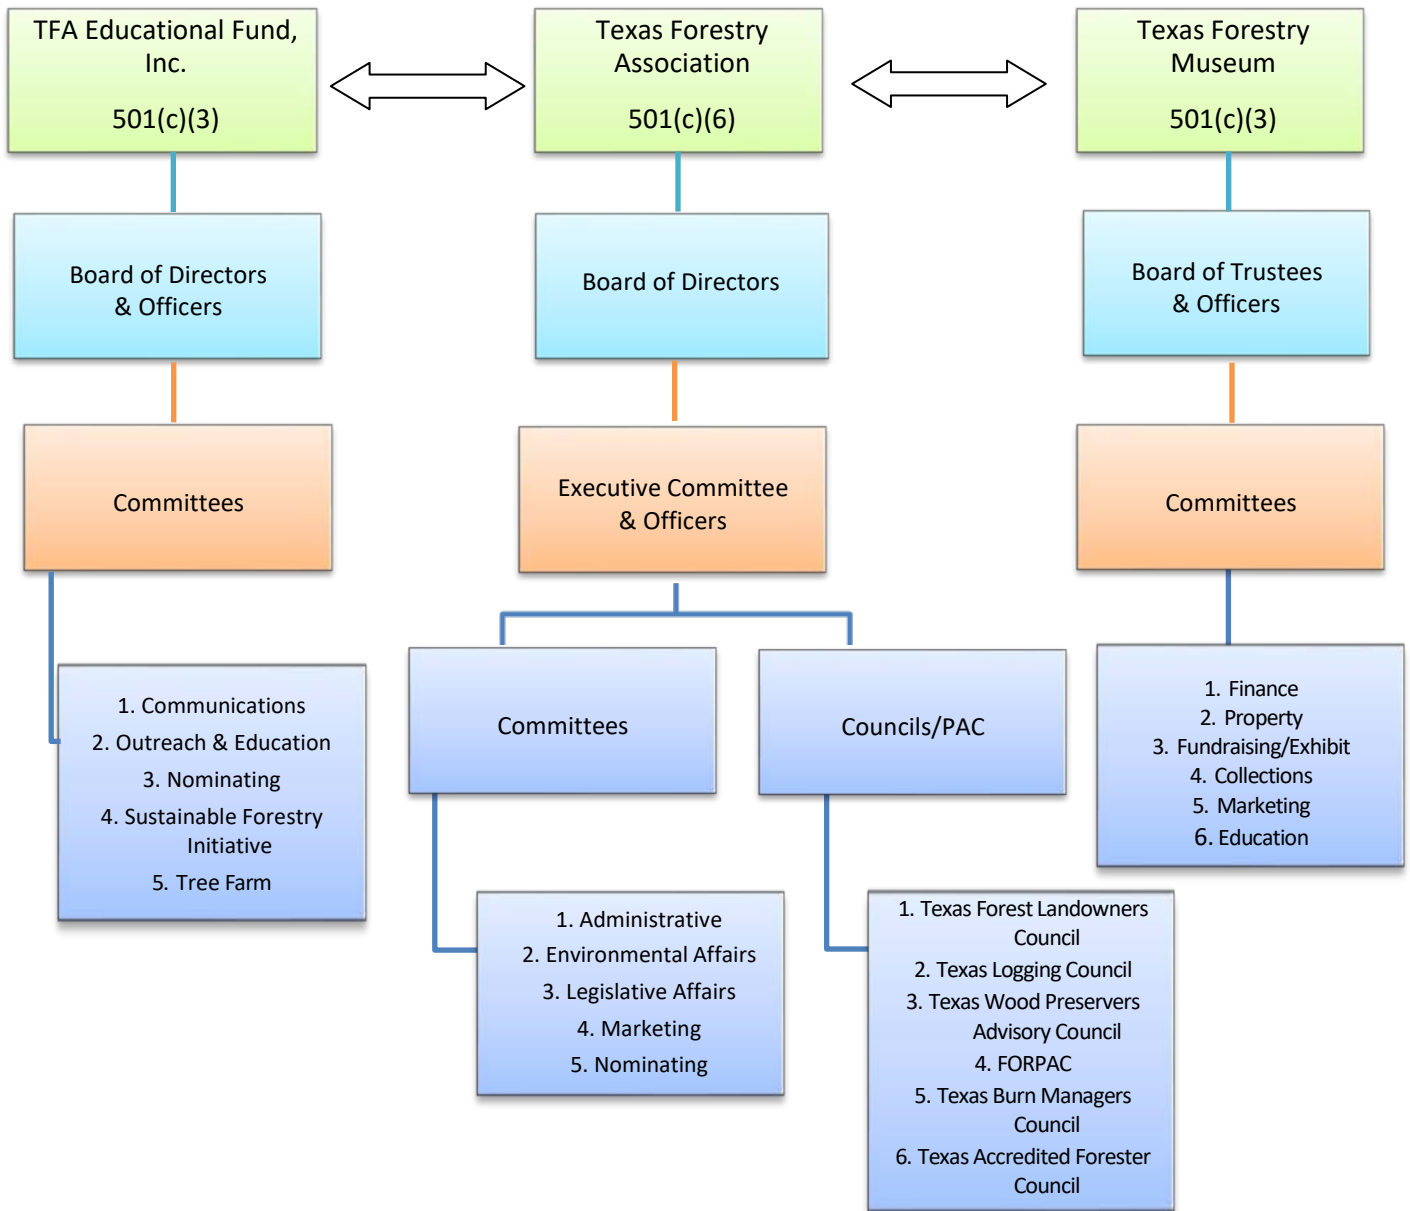 TFA Educational Fund,
Inc.
501(c)(3)
Texas Forestry
Association
501(c)(6)
Texas Forestry
Museum
501(c)(3)
Board of Directors
& Officers
Board of Directors
Board of Trustees
& Officers
Committees
Executive Committee
& Officers
Committees
1. Communications
2. Outreach & Education
3. Nominating
4. Sustainable Forestry
Initiative
5. Tree Farm
Committees
Councils/PAC
1. Finance
2. Property
3. Fundraising/Exhibit
4. Collections
5. Marketing
6. Education
1. Administrative
2. Environmental Affairs
3. Legislative Affairs
4. Marketing
5. Nominating
1. Texas Forest Landowners
Council
2. Texas Logging Council
3. Texas Wood Preservers
Advisory Council
4. FORPAC
5. Texas Burn Managers
Council
6. Texas Accredited Forester
Council